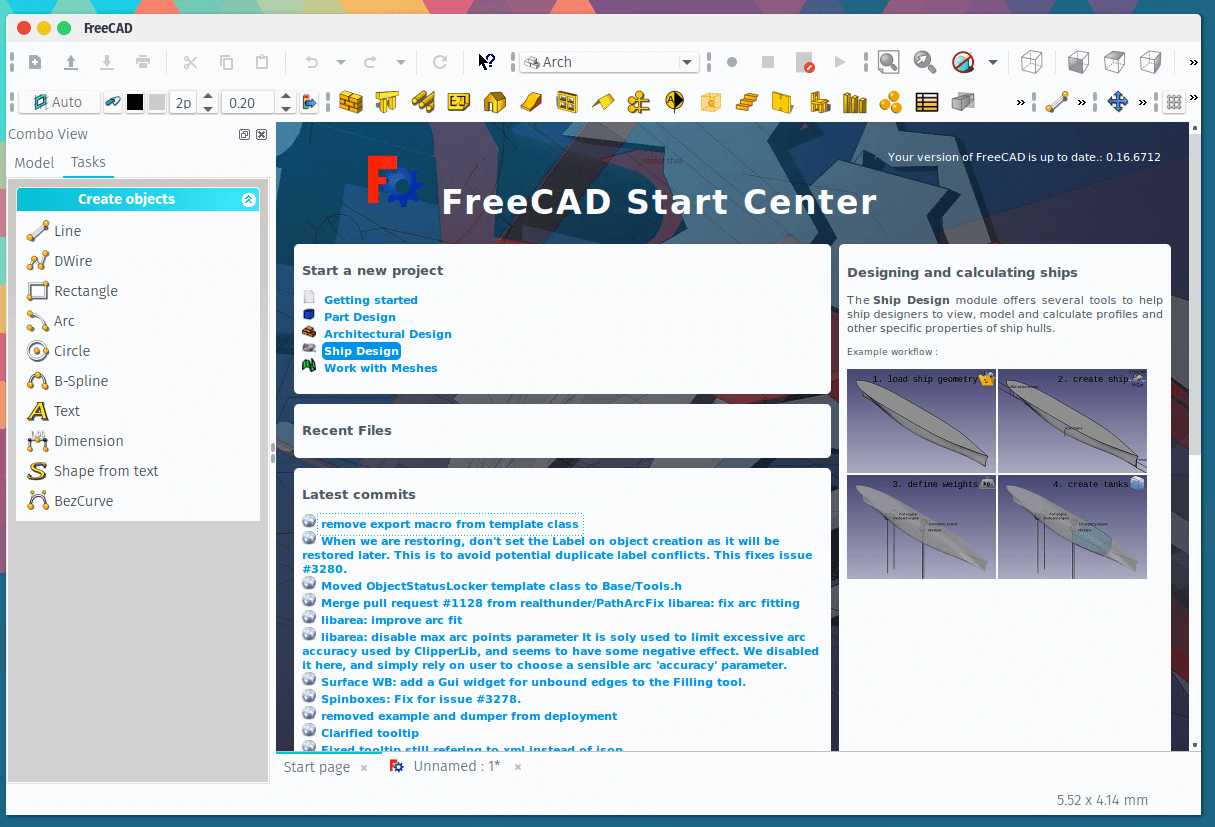 FreeCAD
Arch
Auto
2p
0.20
Combo View
Model Tasks
Create objects
Line
DWire
Rectangle
Arc
Circle
B-Spline
Text
Dimension
Shape from text
BezCurve
Your version of FreeCAD is up to date.: 0.16.6712
FreeCAD Start Center
Start a new project
Getting started
Part Design
Architectural Design
Ship Design
Work with Meshes
Recent Files
Latest commits
remove export macro from template class
When we are restoring, don't set the Label on object creation as it will be
restored later. This is to avoid potential duplicate label conflicts. This fixes issue
#3280.
Moved ObjectStatusLocker template class to Base/Tools.h
Merge pull request #1128 from realthunder/PathArcFix libarea: fix arc fitting
libarea: improve arc fit
libarea: disable max arc points parameter It is soly used to limit excessive arc
accuracy used by ClipperLib, and seems to have some negative effect. We disabled
it here, and simply rely on user to choose a sensible arc 'accuracy' parameter.
Surface WB: add a Gui widget for unbound edges to the Filling tool.
Spinboxes: Fix for issue #3278.
removed example and dumper from deployment
Clarified tooltip
Fixed tooltip still refering to xml instead of json
Designing and calculating ships
The Ship Design module offers several tools to help
ship designers to view, model and calculate profiles and
other specific properties of ship hulls.
Example workflow :
1. load ship geometry
2. create ship
3. define weights
4. create tanks
Start page
Unnamed : 1*
5.52 x 4.14 mm